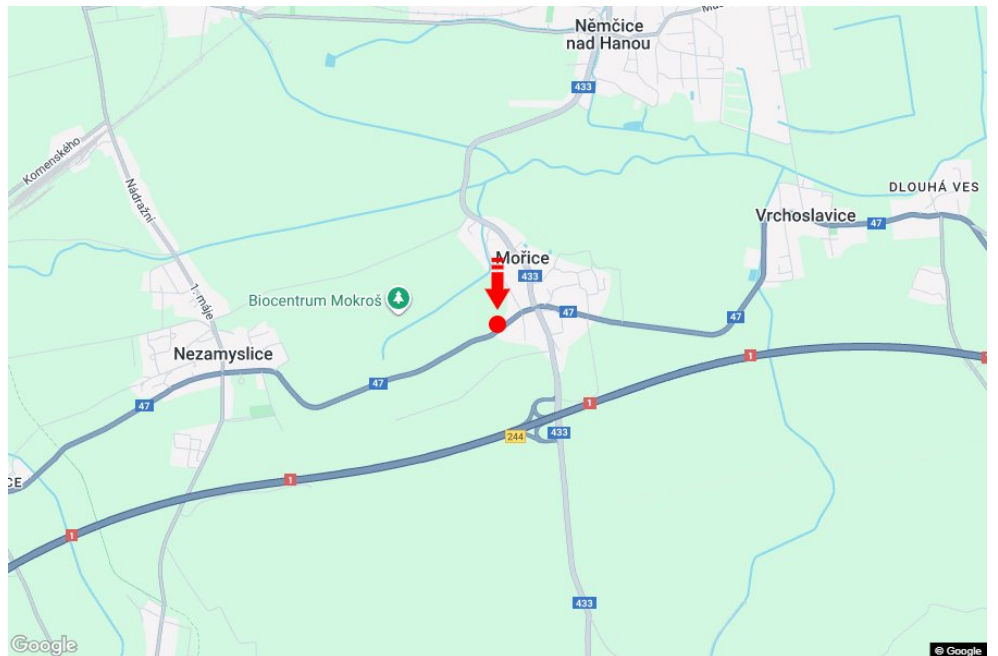 Němčice
nad Hanou
433
Komenského
Nádražní
DLOUHÁ VES
Vrchoslavice
47
Mořice
433
1. máje
Biocentrum Mokroš
47
47
Nezamyslice
1
47
47
1
433
244
1
1
433
Google
© Google